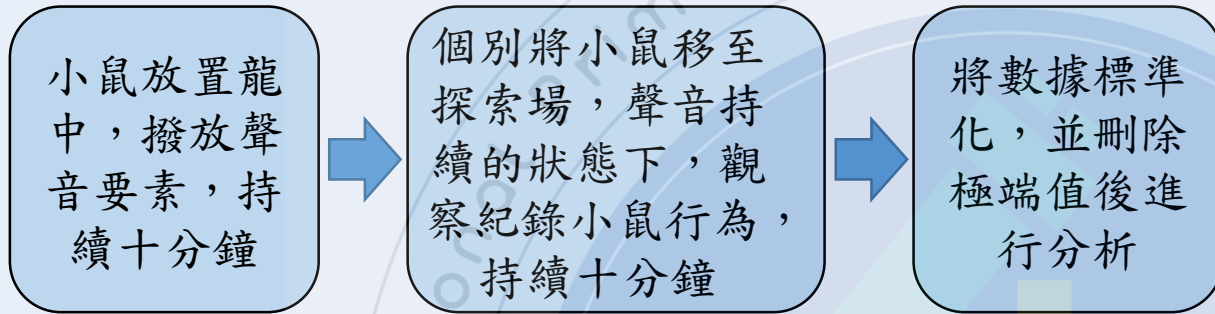 小鼠放置龍
中，撥放聲
音要素，持
續十分鐘
個別將小鼠移至
探索場，聲音持
續的狀態下，觀
察紀錄小鼠行為，
持續十分鐘
將數據標準
化，並刪除
極端值後進
行分析